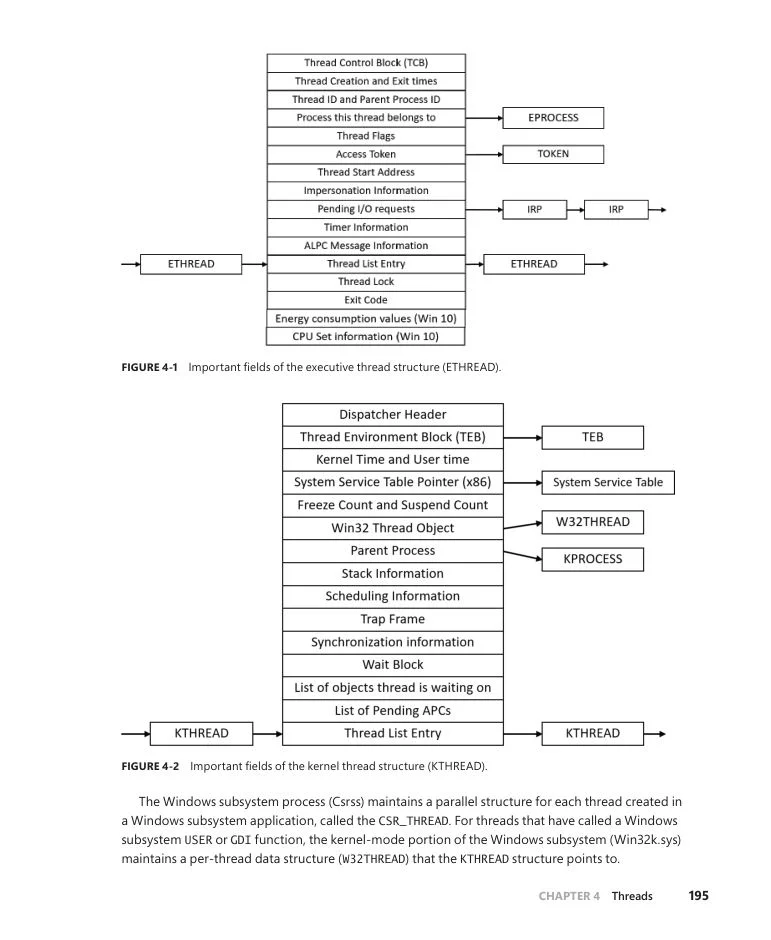 Thread Control Block (TCB)
Thread Creation and Exit times
Thread ID and Parent Process ID
Process this thread belongs to
EPROCESS
Thread Flags
Access Token
TOKEN
Thread Start Address
Impersonation Information
Pending I/O requests
IRP
IRP
Timer Information
ALPC Message Information
ETHREAD
Thread List Entry
ETHREAD
Thread Lock
Exit Code
Energy consumption values (Win 10)
CPU Set information (Win 10)
FIGURE 4-1 Important fields of the executive thread structure (ETHREAD).
Dispatcher Header
Thread Environment Block (TEB)
TEB
Kernel Time and User time
System Service Table Pointer (x86)
System Service Table
Freeze Count and Suspend Count
Win32 Thread Object
W32THREAD
Parent Process
KPROCESS
Stack Information
Scheduling Information
Trap Frame
Synchronization information
Wait Block
List of objects thread is waiting on
List of Pending APCs
KTHREAD
Thread List Entry
KTHREAD
FIGURE 4-2 Important fields of the kernel thread structure (KTHREAD).
The Windows subsystem process (Csrss) maintains a parallel structure for each thread created in
a Windows subsystem application, called the CSR_THREAD. For threads that have called a Windows
subsystem USER or GDI function, the kernel-mode portion of the Windows subsystem (Win32k.sys)
maintains a per-thread data structure (W32THREAD) that the KTHREAD structure points to.
CHAPTER 4 Threads 195